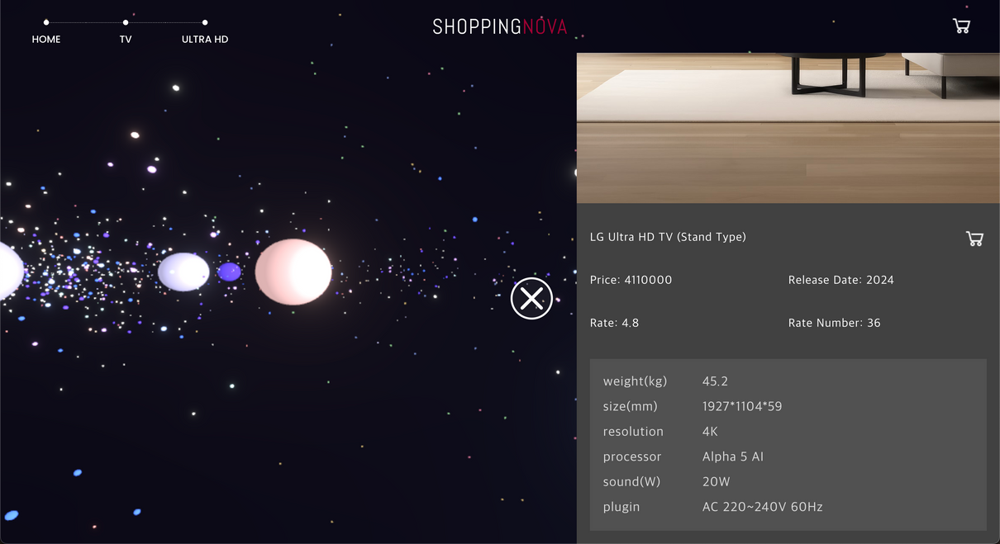 HOME TV ULTRA HD
SHOPPINGNOVA
LG Ultra HD TV (Stand Type)
Price: 4110000 Release Date: 2024
Rate: 4.8 Rate Number: 36
weight(kg) 45.2
size(mm) 1927*1104*59
resolution 4K
processor Alpha 5 AI
sound(W) 20W
plugin AC 220~240V 60Hz